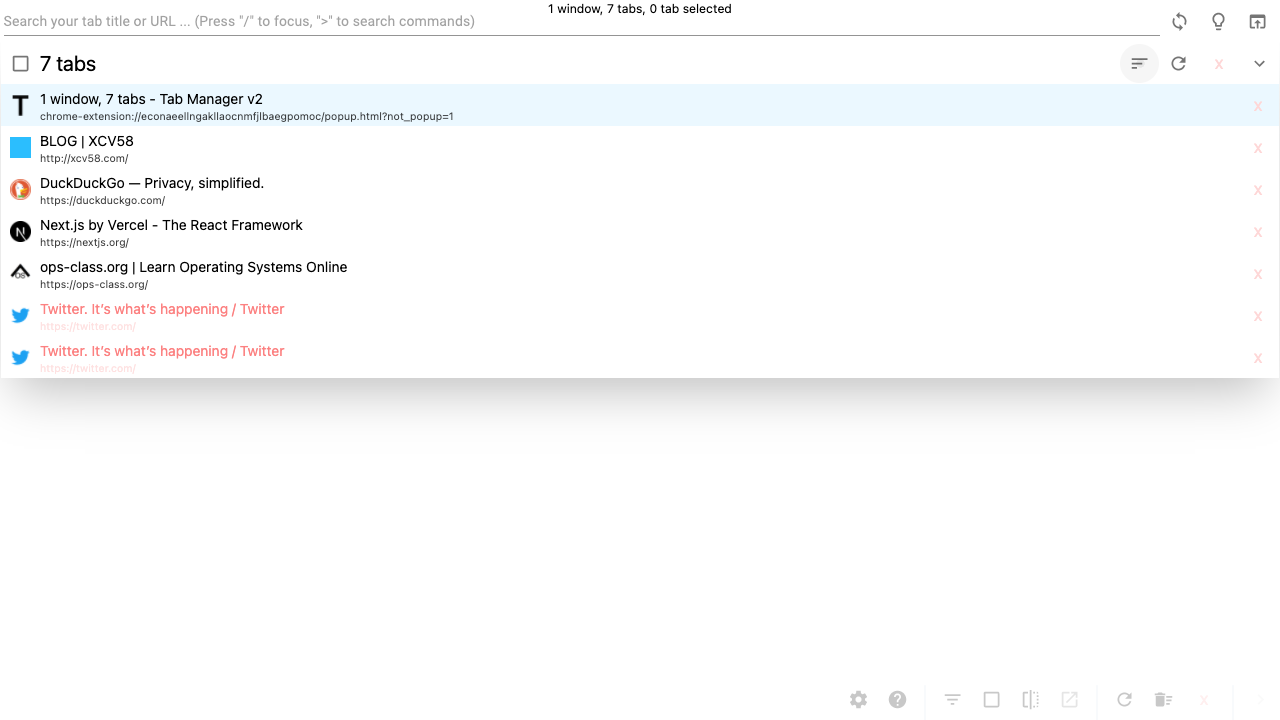 1 window, 7 tabs, 0 tab selected
Search your tab title or URL ... (Press "/" to focus, ">" to search commands)
7 tabs
x
1 window, 7 tabs - Tab Manager v2
x
chrome-extension://econaeellngakllaocnmfjlbaegpomoc/popup.html?not_popup=1
BLOG | XCV58
x
http://xcv58.com/
DuckDuckGo — Privacy, simplified.
x
https://duckduckgo.com/
Next.js by Vercel - The React Framework
x
https://nextjs.org/
ops-class.org | Learn Operating Systems Online
x
https://ops-class.org/
Twitter. It’s what’s happening / Twitter
x
https://twitter.com/
Twitter. It’s what’s happening / Twitter
x
https://twitter.com/
x